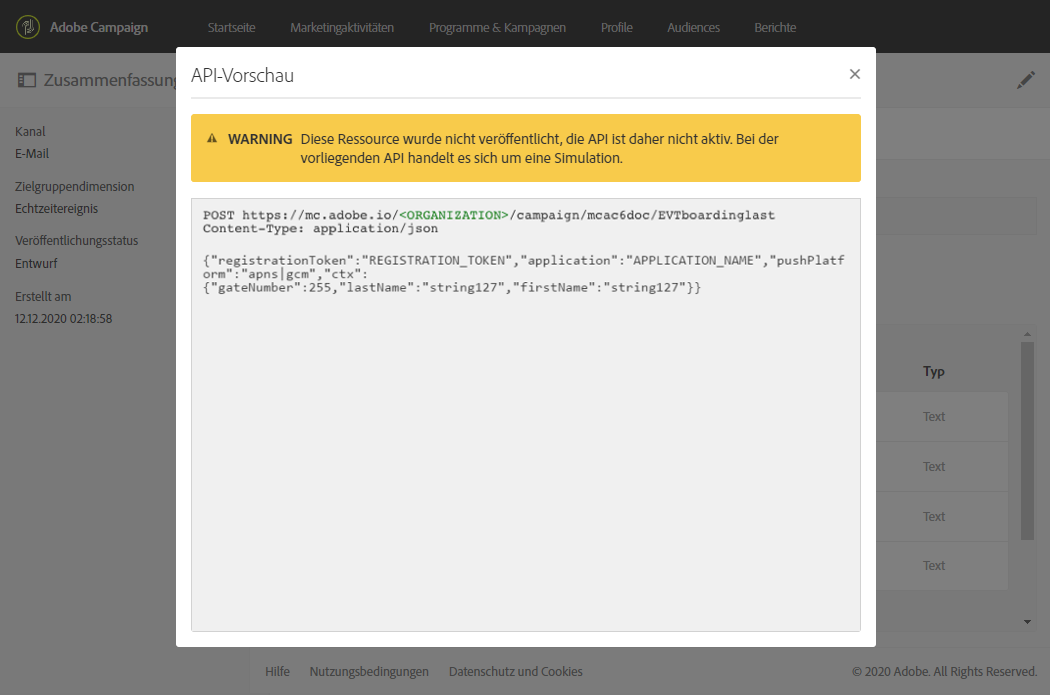 Adobe Campaign
Startseite
Marketingaktivitäten
Programme & Kampagnen
Profile
Audiences
Berichte
Zusammenfassung
Kanal
E-Mail
Zielgruppendimension
Echtzeitereignis
Veröffentlichungsstatus
Entwurf
Erstellt am
12.12.2020 02:18:58
API-Vorschau
WARNING Diese Ressource wurde nicht veröffentlicht, die API ist daher nicht aktiv. Bei der
vorliegenden API handelt es sich um eine Simulation.
POST https://mc.adobe.io/<ORGANIZATION>/campaign/mcac6doc/EVTboardinglast
Content-Type: application/json
{"registrationToken":"REGISTRATION_TOKEN","application":"APPLICATION_NAME","pushPlatf
orm":"apns|gcm","ctx":
{"gateNumber":255,"lastName":"string127","firstName":"string127"}}
Typ
Text
Text
Text
Text
Hilfe
Nutzungsbedingungen
Datenschutz und Cookies
© 2020 Adobe. All Rights Reserved.